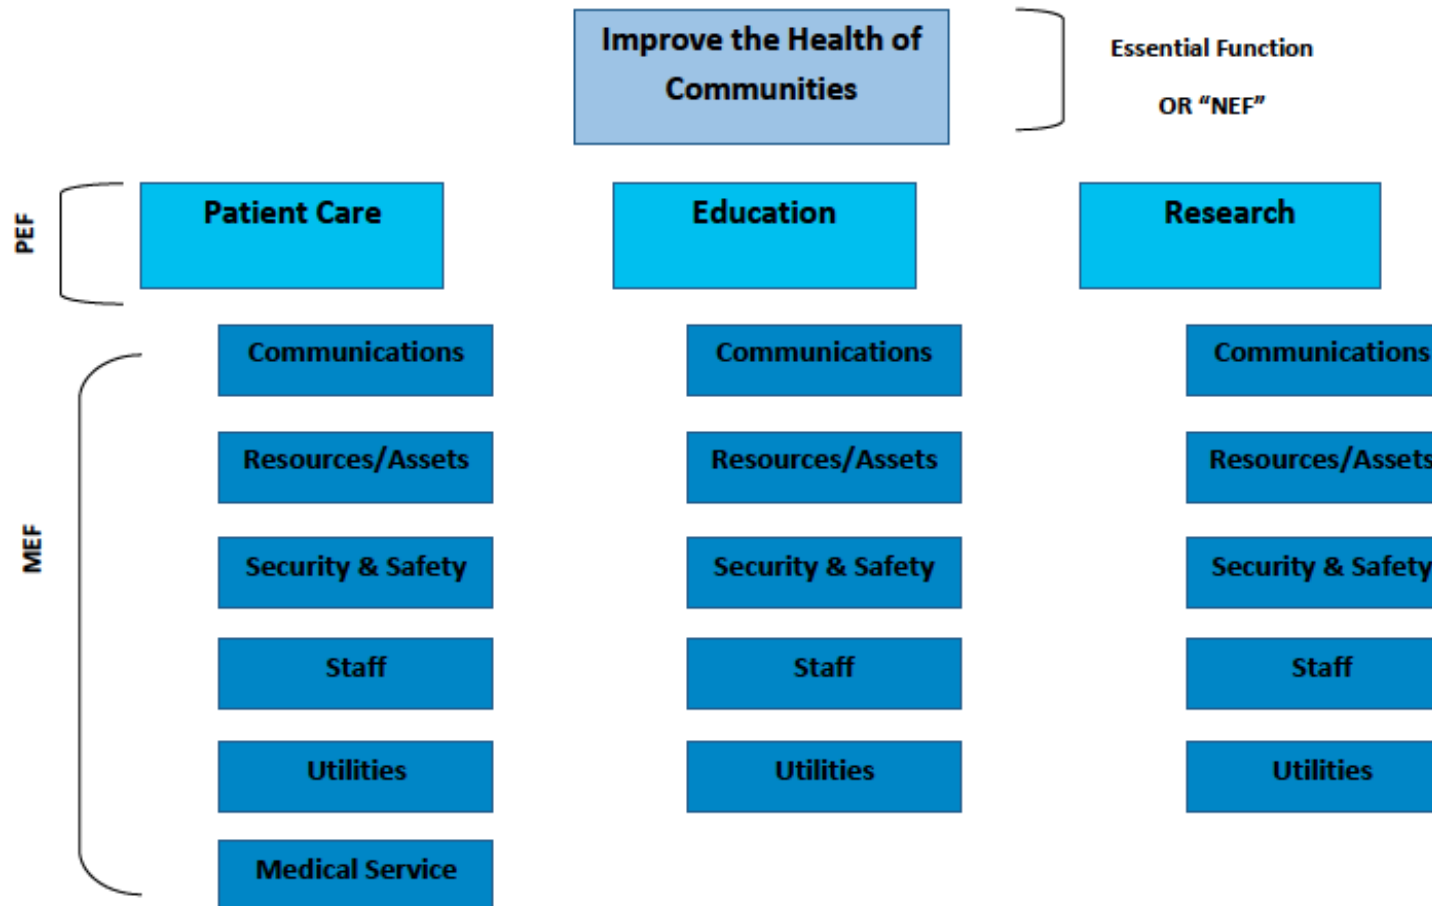 Improve the Health of
Communities
Essential Function
OR “NEF”
PEF
Patient Care
Education
Research
MEF
Communications
Communications
Communications
Resources/Assets
Resources/Assets
Resources/Assets
Security & Safety
Security & Safety
Security & Safety
Staff
Staff
Staff
Utilities
Utilities
Utilities
Medical Service